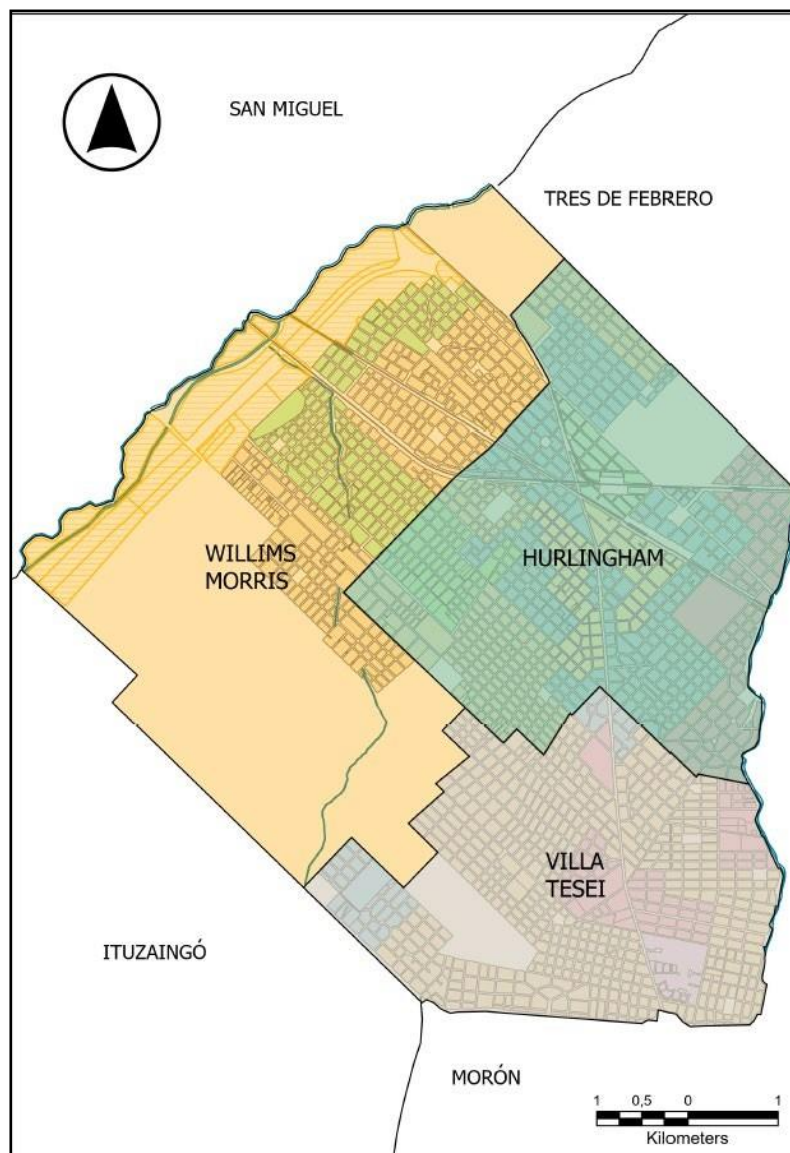 SAN MIGUEL
TRES DE FEBRERO
WILLIMS
MORRIS
HURLINGHAM
VILLA
TESEI
ITUZAINGÓ
MORÓN
1 0,5 0 1
Kilometers